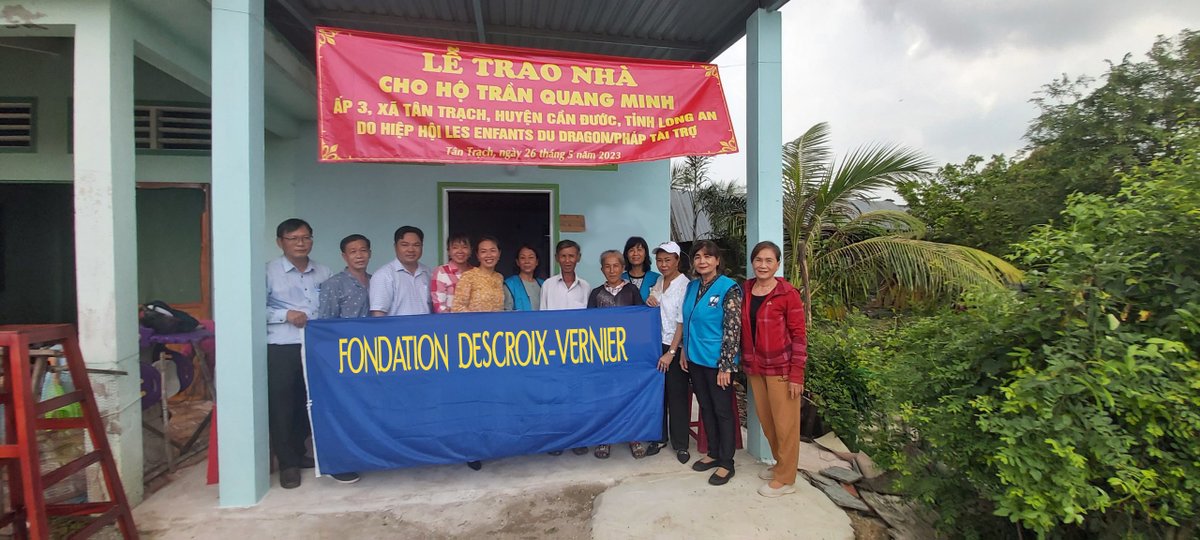 LỄ TRAO NHÀ
CHO HỘ TRẦN QUANG MINH
ẤP 3, XÃ TÂN TRẠCH, HUYỆN CẦN ĐƯỚC, TỈNH LONG AN
DO HIỆP HỘI LES ENFANTS DU DRAGON/PHÁP TÀI TRỢ
Tân Trạch, ngày 26 tháng 5 năm 2023
FONDATION DESCROIX-VERNIER